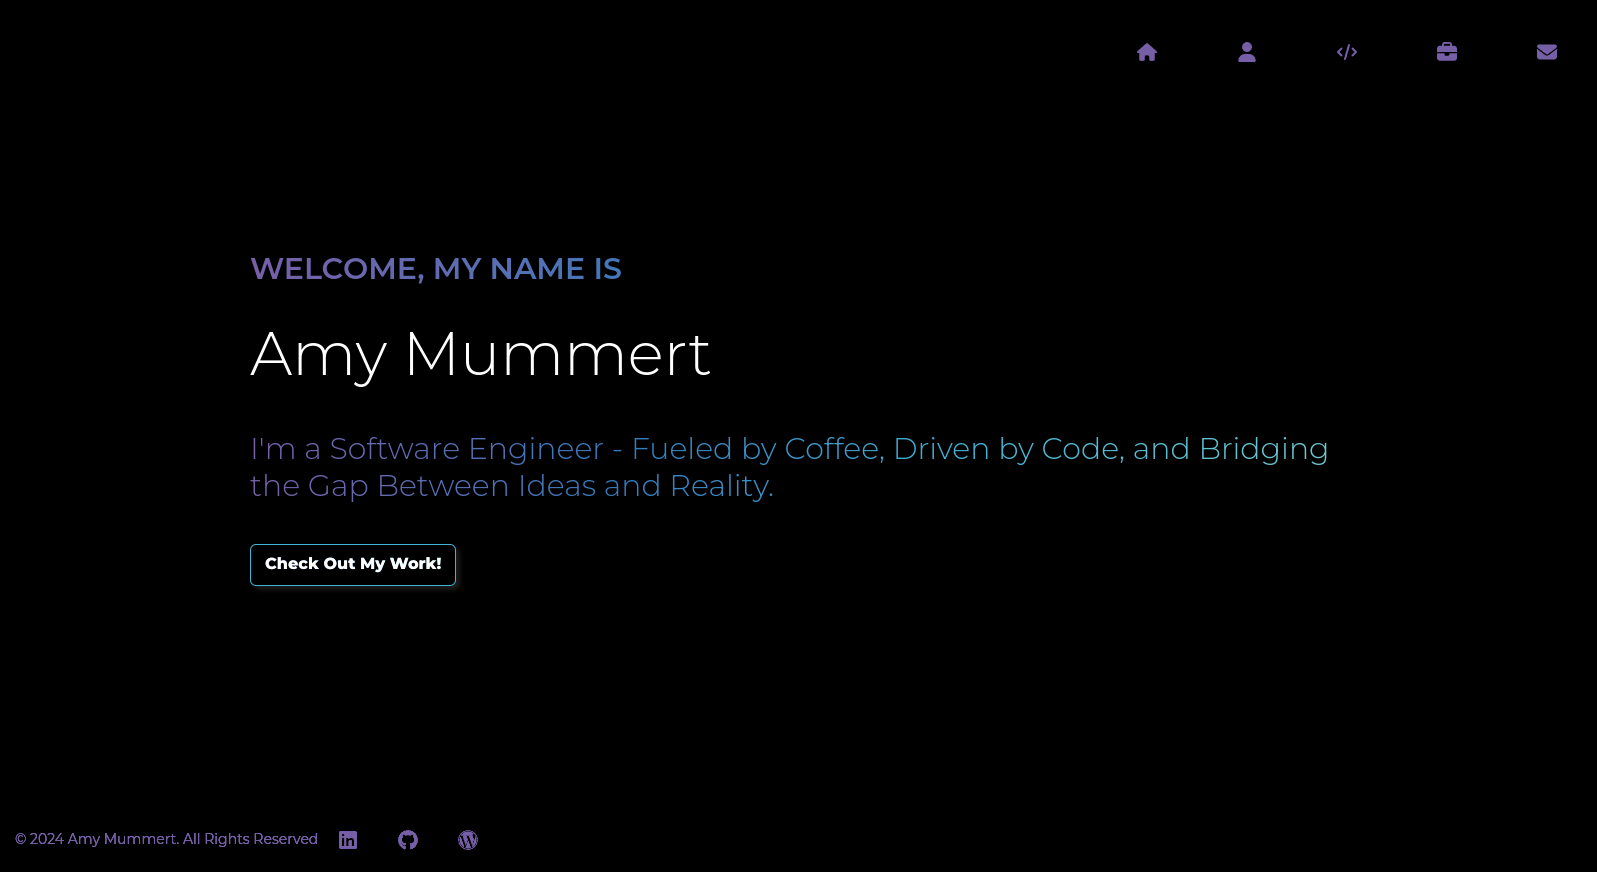 WELCOME, MY NAME IS
Amy Mummert
I'm a Software Engineer - Fueled by Coffee, Driven by Code, and Bridging
the Gap Between Ideas and Reality.
Check Out My Work!
© 2024 Amy Mummert. All Rights Reserved